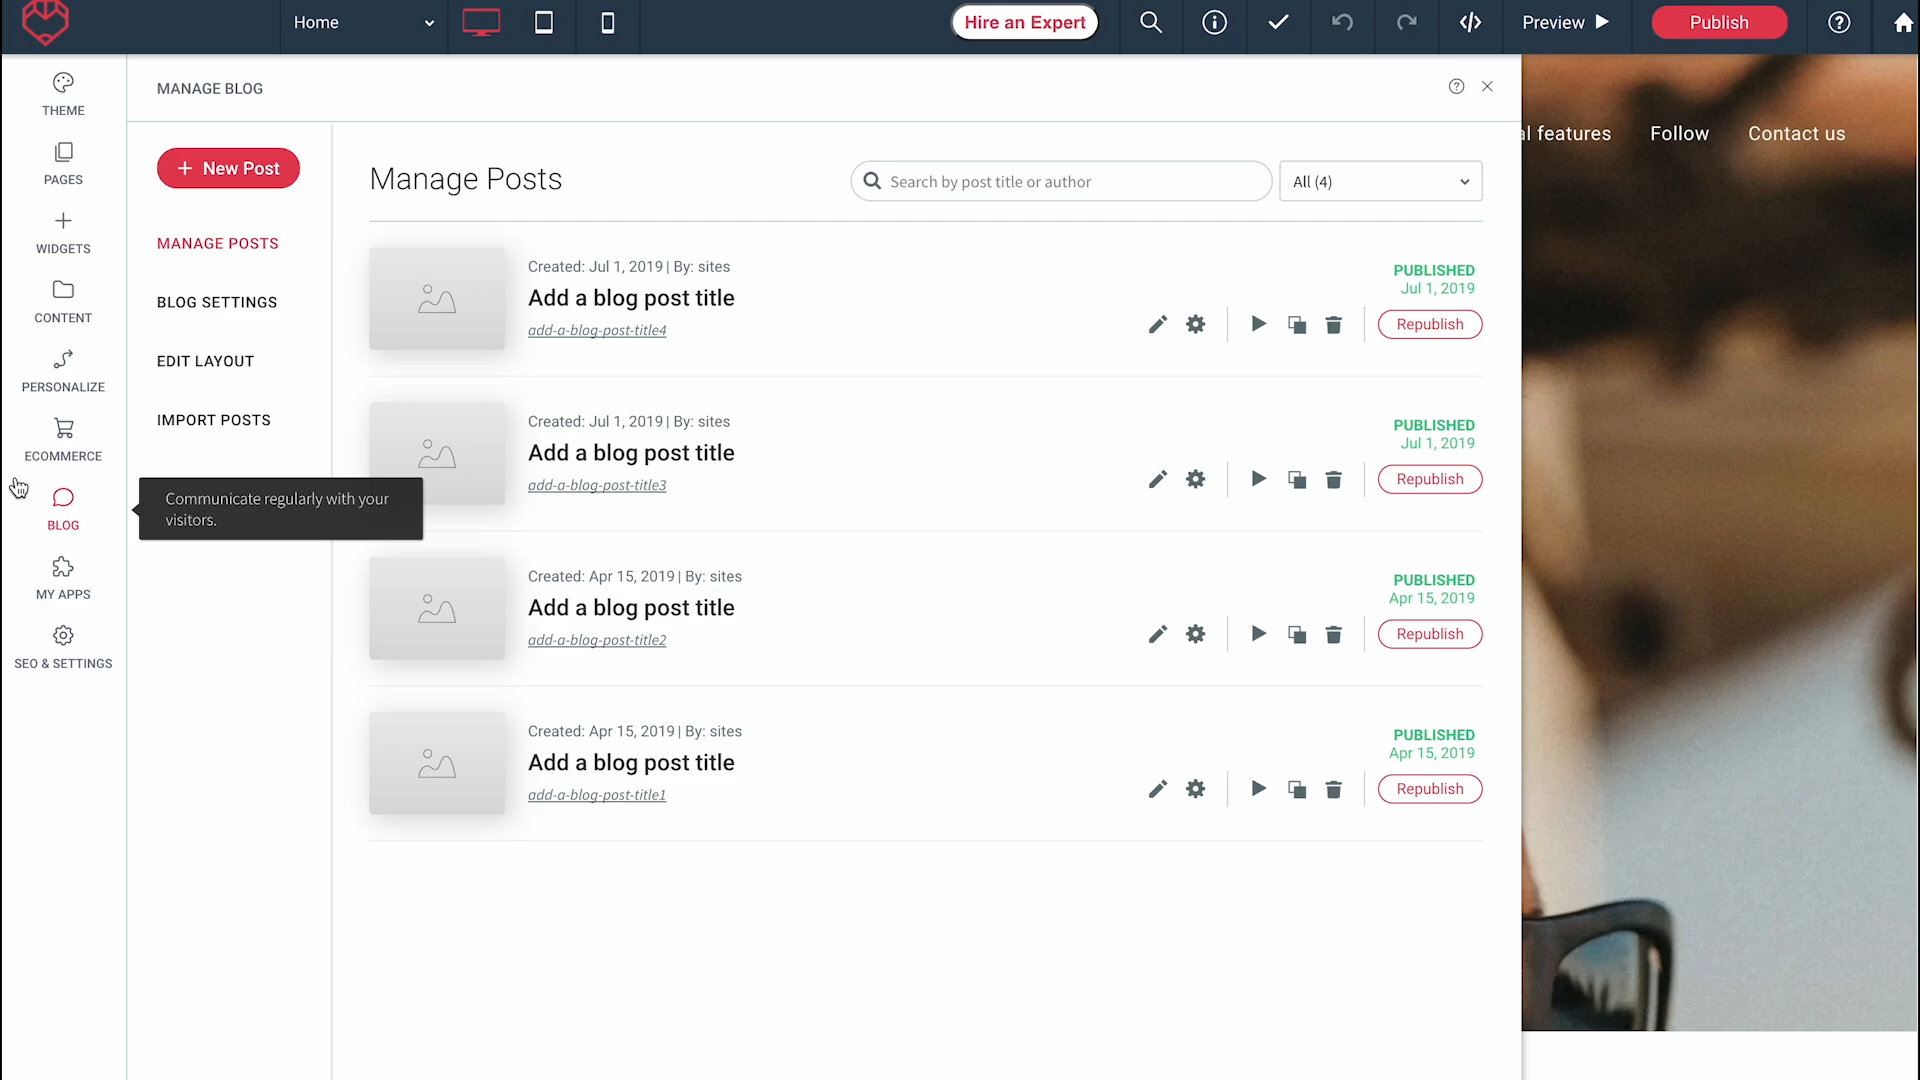 Home
Hire an Expert
Preview
Publish
THEME
PAGES
WIDGETS
CONTENT
PERSONALIZE
ECOMMERCE
BLOG
MY APPS
SEO & SETTINGS
MANAGE BLOG
+ New Post
MANAGE POSTS
BLOG SETTINGS
EDIT LAYOUT
IMPORT POSTS
Communicate regularly with your
visitors.
Manage Posts
Search by post title or author
All (4)
Created: Jul 1, 2019 | By: sites
Add a blog post title
add-a-blog-post-title4
PUBLISHED
Jul 1, 2019
Republish
Created: Jul 1, 2019 | By: sites
Add a blog post title
add-a-blog-post-title3
PUBLISHED
Jul 1, 2019
Republish
Created: Apr 15, 2019 | By: sites
Add a blog post title
add-a-blog-post-title2
PUBLISHED
Apr 15, 2019
Republish
Created: Apr 15, 2019 | By: sites
Add a blog post title
add-a-blog-post-title1
PUBLISHED
Apr 15, 2019
Republish
features Follow Contact us